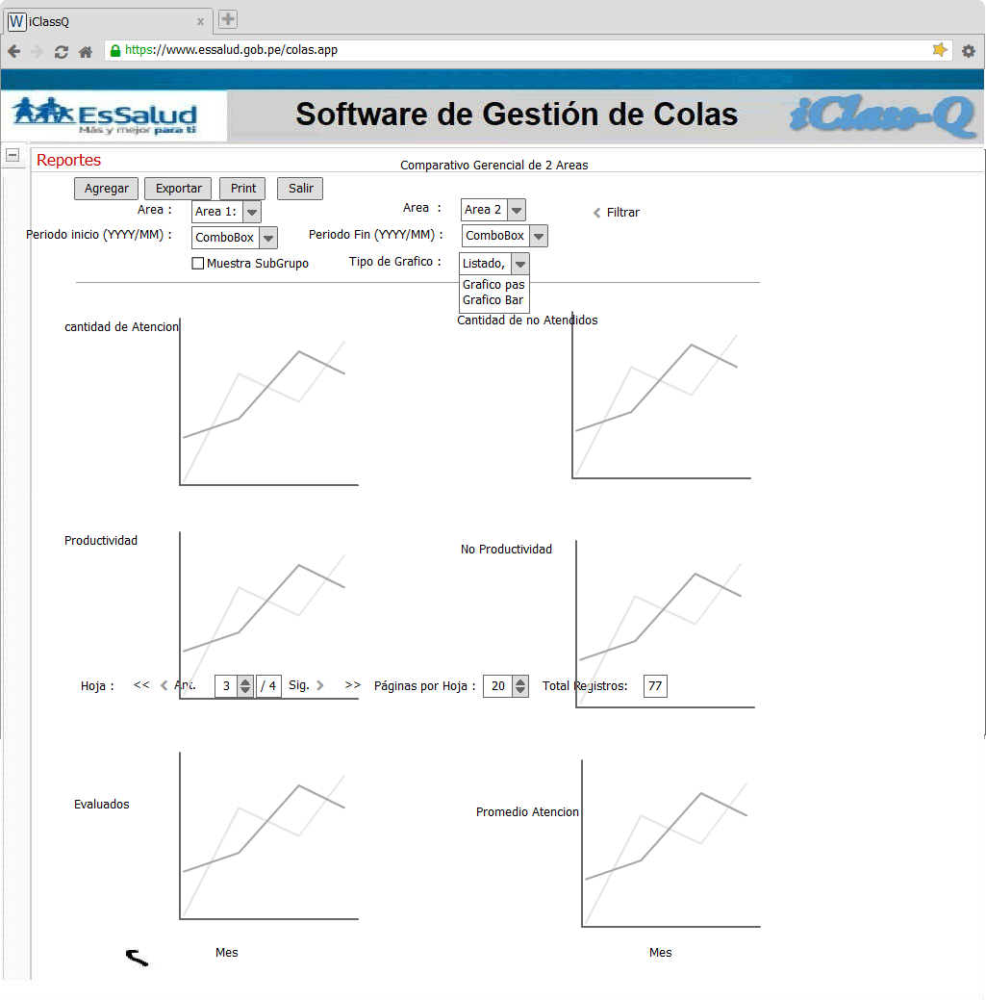 W iClassQ x
https://www.essalud.gob.pe/colas.app
EsSalud
Más y mejor para ti
Software de Gestión de Colas
iClass-Q
Reportes
Comparativo Gerencial de 2 Areas
Agregar Exportar Print Salir
Area : Area 1: Area : Area 2 Filtrar
Periodo inicio (YYYY/MM) : ComboBox Periodo Fin (YYYY/MM) : ComboBox
Muestra SubGrupo Tipo de Grafico : Listado,
Grafico pas
Grafico Bar
cantidad de Atencion Cantidad de no Atendidos
Productividad No Productividad
Hoja : << Ant. 3 / 4 Sig. >> Páginas por Hoja : 20 Total Registros: 77
Evaluados Promedio Atencion
Mes Mes